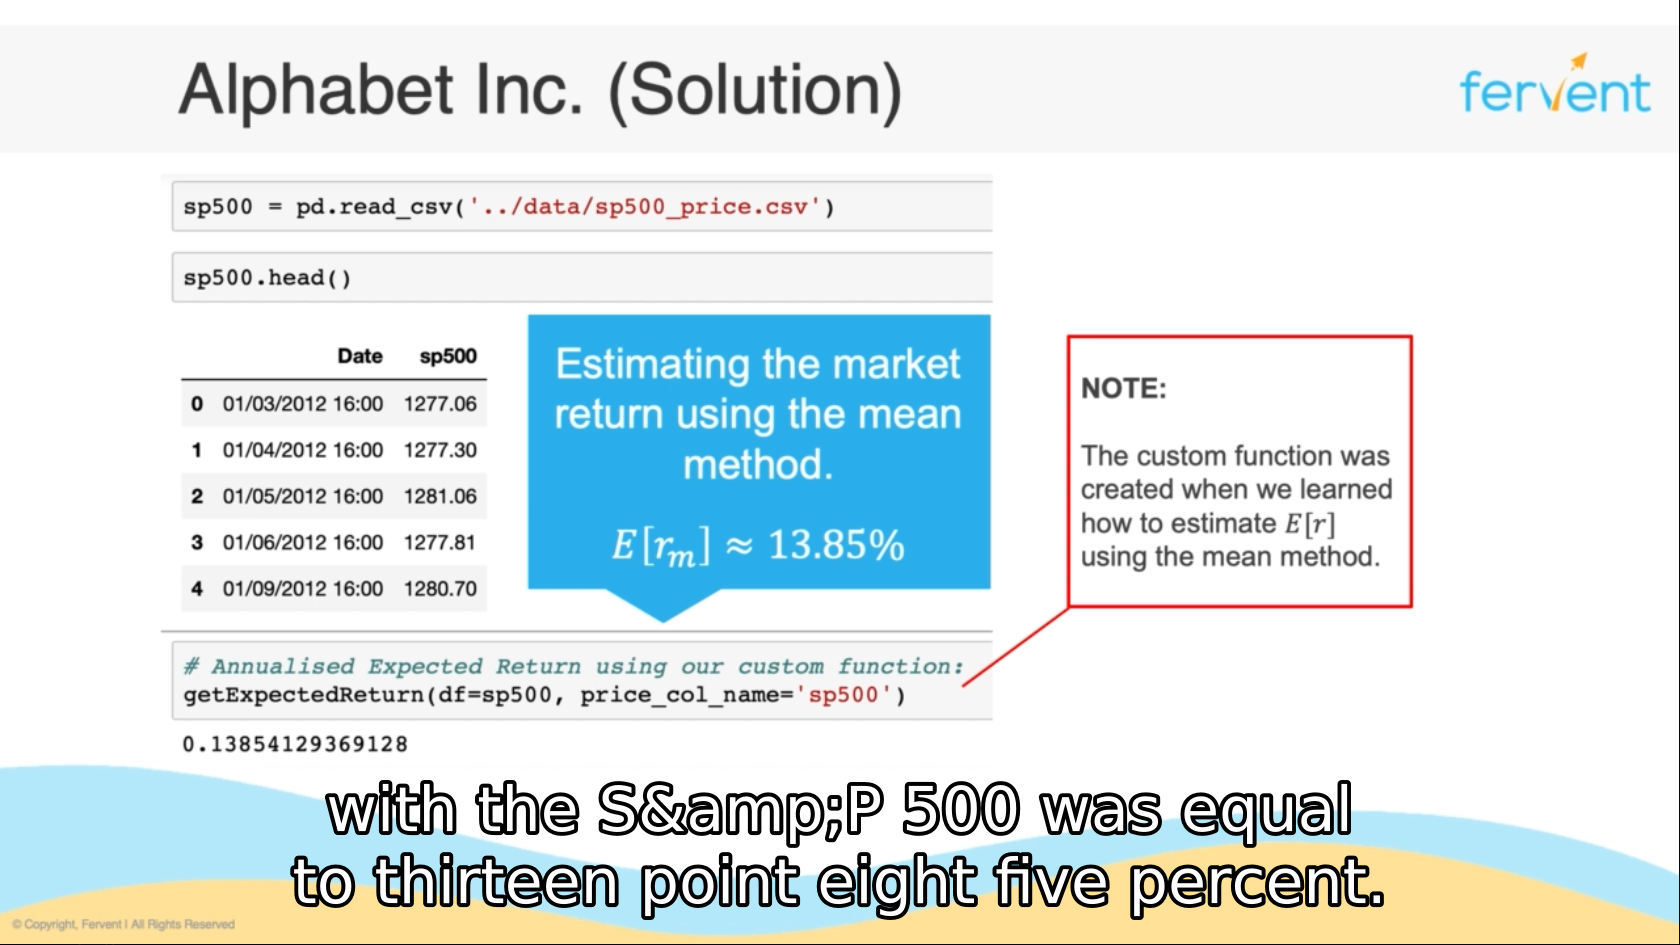 Alphabet Inc. (Solution)
fervent
sp500 = pd.read_csv('../data/sp500_price.csv')
sp500.head()
Date sp500
0 01/03/2012 16:00 1277.06
1 01/04/2012 16:00 1277.30
2 01/05/2012 16:00 1281.06
3 01/06/2012 16:00 1277.81
4 01/09/2012 16:00 1280.70
Estimating the market
return using the mean
method.
E[rₘ] ≈ 13.85%
NOTE:
The custom function was
created when we learned
how to estimate E[r]
using the mean method.
# Annualised Expected Return using our custom function:
getExpectedReturn(df=sp500, price_col_name='sp500')
0.13854129369128
with the S&amp;P 500 was equal
to thirteen point eight five percent.
© Copyright, Fervent I All Rights Reserved